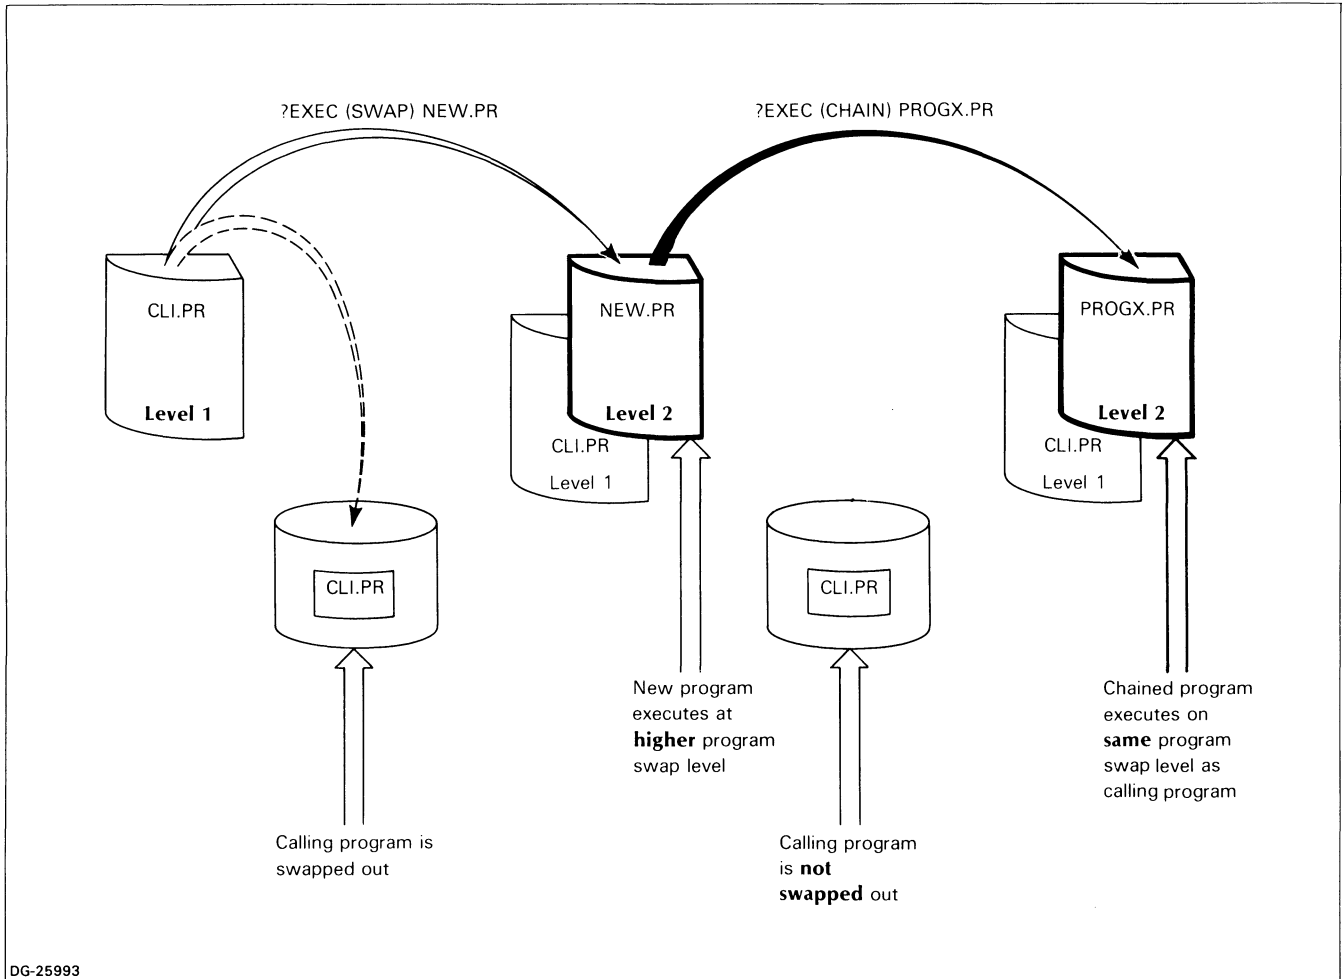 ?EXEC (SWAP) NEW.PR
?EXEC (CHAIN) PROGX.PR
CLI.PR
Level 1
NEW.PR
Level 2
CLI.PR
Level 1
PROGX.PR
Level 2
CLI.PR
Level 1
CLI.PR
CLI.PR
New program
executes at
higher program
swap level
Chained program
executes on
same program
swap level as
calling program
Calling program is
swapped out
Calling program
is not
swapped out
DG-25993